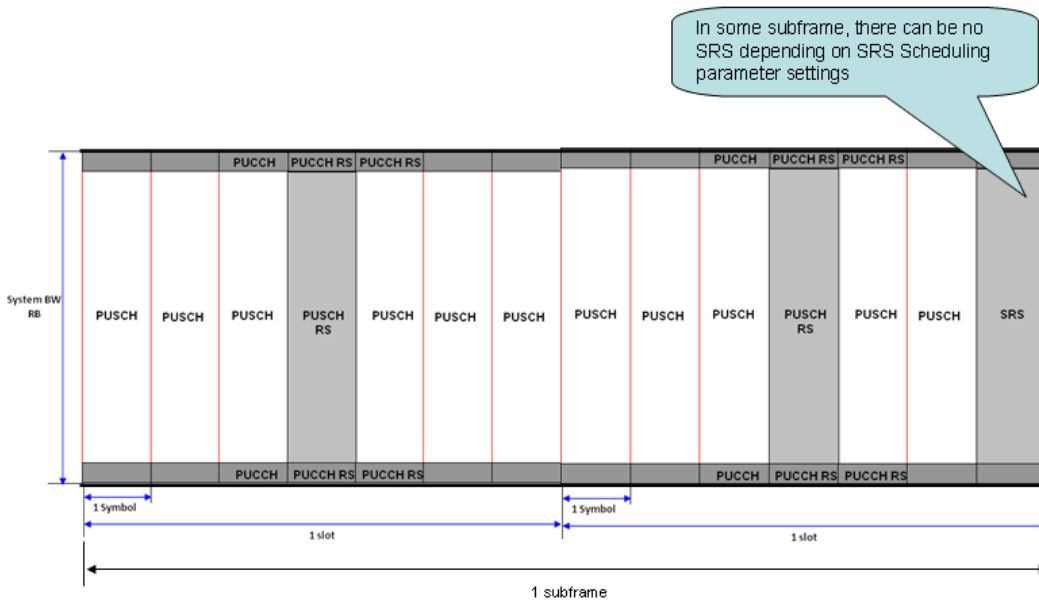 In some subframe, there can be no
SRS depending on SRS Scheduling
parameter settings
PUCCH PUCCH RS PUCCH RS PUCCH PUCCH RS PUCCH RS
System BW
RB
PUSCH PUSCH PUSCH PUSCH
RS PUSCH PUSCH PUSCH PUSCH PUSCH PUSCH PUSCH
RS PUSCH PUSCH SRS
PUCCH PUCCH RS PUCCH RS PUCCH PUCCH RS PUCCH RS
1 Symbol 1 Symbol
1 slot 1 slot
1 subframe